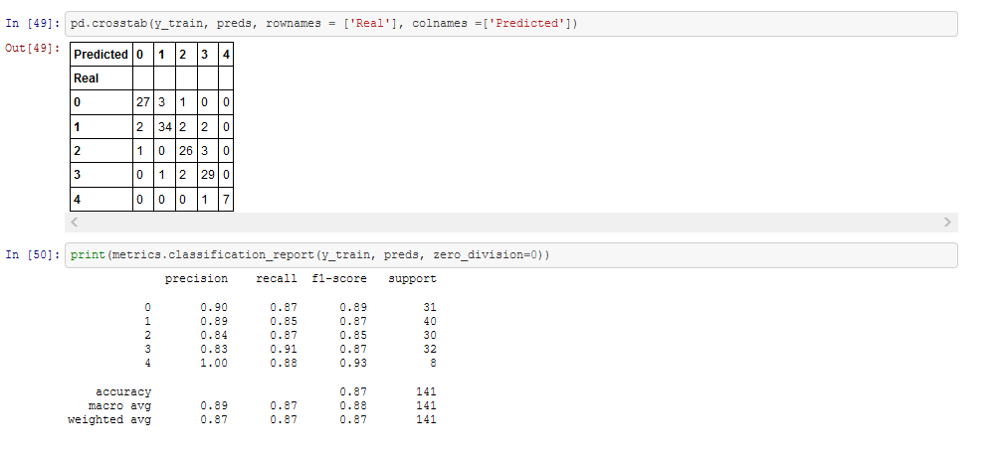 In [49]: pd.crosstab(y_train, preds, rownames = ['Real'], colnames =['Predicted'])
Out[49]:
Predicted 0 1 2 3 4
Real
0 27 3 1 0 0
1 2 34 2 2 0
2 1 0 26 3 0
3 0 1 2 29 0
4 0 0 0 1 7
In [50]: print(metrics.classification_report(y_train, preds, zero_division=0))
precision recall f1-score support
0 0.90 0.87 0.89 31
1 0.89 0.85 0.87 40
2 0.84 0.87 0.85 30
3 0.83 0.91 0.87 32
4 1.00 0.88 0.93 8
accuracy 0.87 141
macro avg 0.89 0.87 0.88 141
weighted avg 0.87 0.87 0.87 141